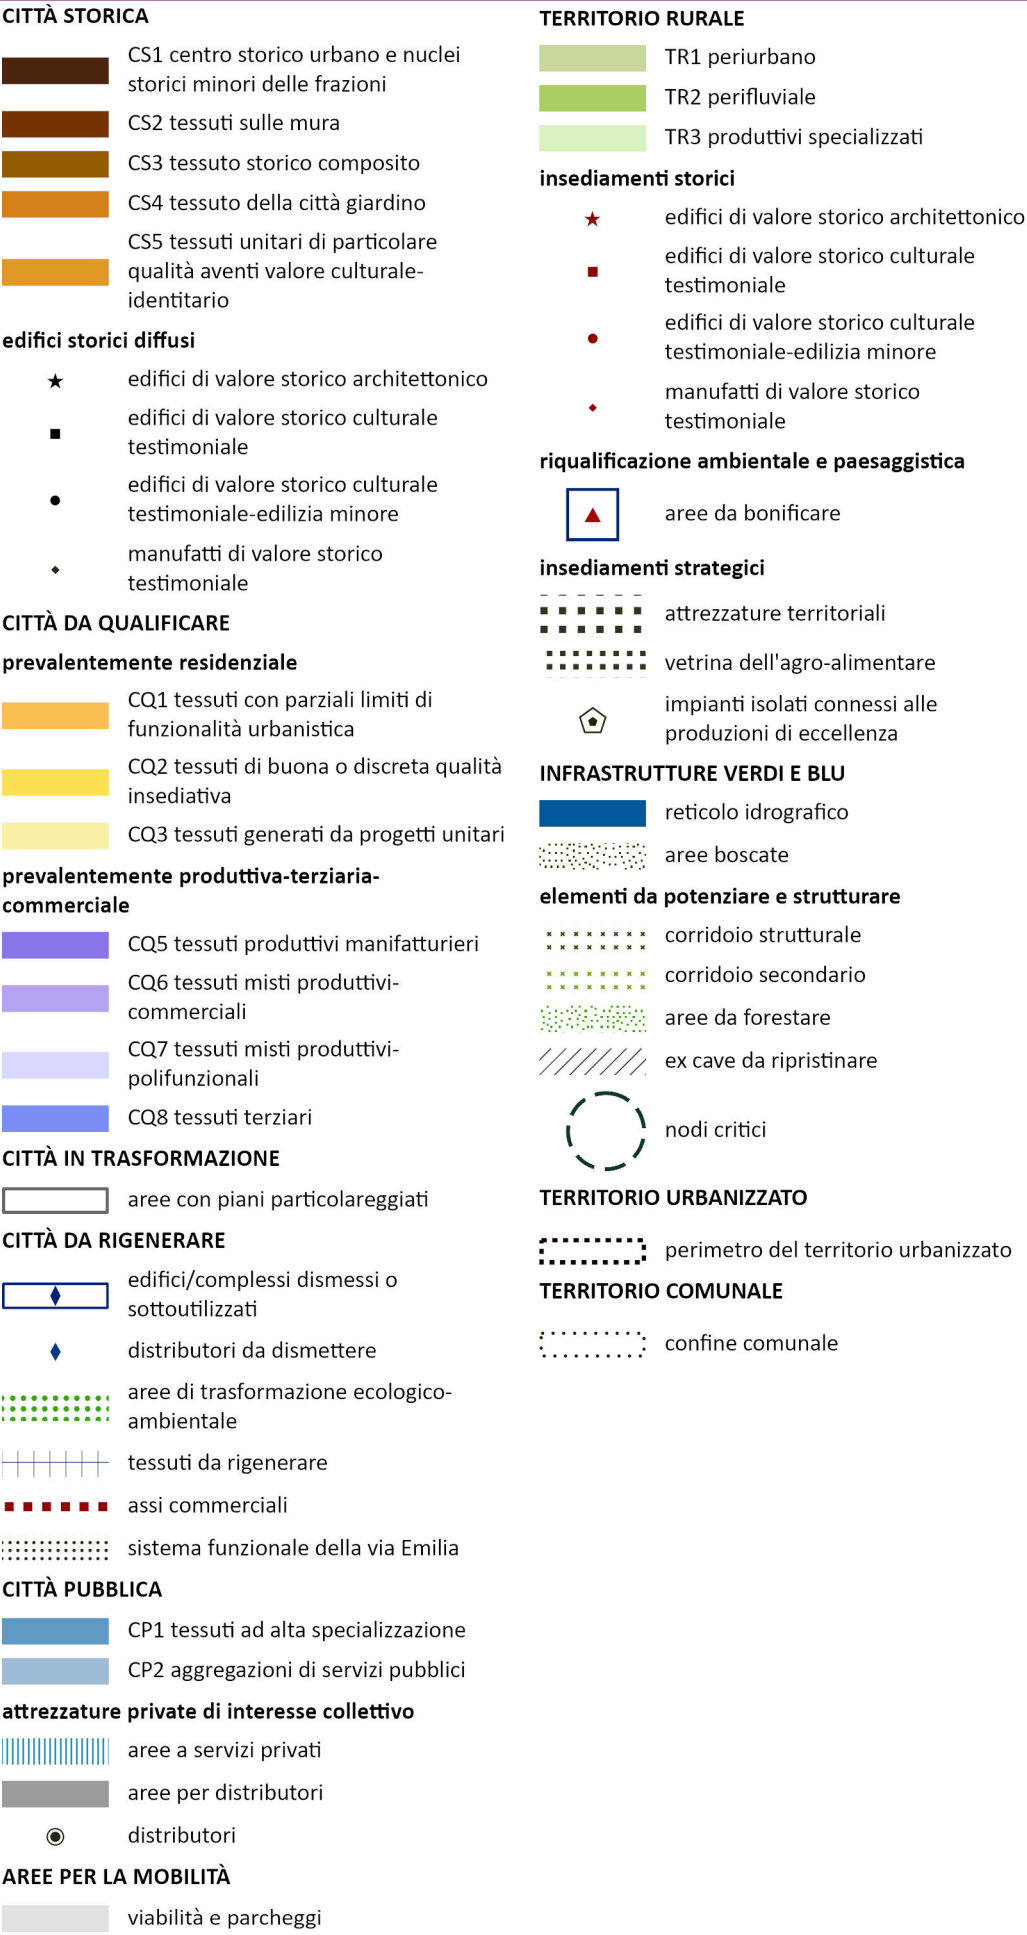 CITTÀ STORICA
CS1 centro storico urbano e nuclei
storici minori delle frazioni
CS2 tessuti sulle mura
CS3 tessuto storico composito
CS4 tessuto della città giardino
CS5 tessuti unitari di particolare
qualità aventi valore culturale-
identitario
edifici storici diffusi
edifici di valore storico architettonico
edifici di valore storico culturale
testimoniale
edifici di valore storico culturale
testimoniale-edilizia minore
manufatti di valore storico
testimoniale
CITTÀ DA QUALIFICARE
prevalentemente residenziale
CQ1 tessuti con parziali limiti di
funzionalità urbanistica
CQ2 tessuti di buona o discreta qualità
insediativa
CQ3 tessuti generati da progetti unitari
prevalentemente produttiva-terziaria-
commerciale
CQ5 tessuti produttivi manifatturieri
CQ6 tessuti misti produttivi-
commerciali
CQ7 tessuti misti produttivi-
polifunzionali
CQ8 tessuti terziari
CITTÀ IN TRASFORMAZIONE
aree con piani particolareggiati
CITTÀ DA RIGENERARE
edifici/complessi dismessi o
sottoutilizzati
distributori da dismettere
aree di trasformazione ecologico-
ambientale
tessuti da rigenerare
assi commerciali
sistema funzionale della via Emilia
CITTÀ PUBBLICA
CP1 tessuti ad alta specializzazione
CP2 aggregazioni di servizi pubblici
attrezzature private di interesse collettivo
aree a servizi privati
aree per distributori
distributori
AREE PER LA MOBILITÀ
viabilità e parcheggi
TERRITORIO RURALE
TR1 periurbano
TR2 perifluviale
TR3 produttivi specializzati
insediamenti storici
edifici di valore storico architettonico
edifici di valore storico culturale
testimoniale
edifici di valore storico culturale
testimoniale-edilizia minore
manufatti di valore storico
testimoniale
riqualificazione ambientale e paesaggistica
aree da bonificare
insediamenti strategici
attrezzature territoriali
vetrina dell'agro-alimentare
impianti isolati connessi alle
produzioni di eccellenza
INFRASTRUTTURE VERDI E BLU
reticolo idrografico
aree boscate
elementi da potenziare e strutturare
corridoio strutturale
corridoio secondario
aree da forestare
ex cave da ripristinare
nodi critici
TERRITORIO URBANIZZATO
perimetro del territorio urbanizzato
TERRITORIO COMUNALE
confine comunale